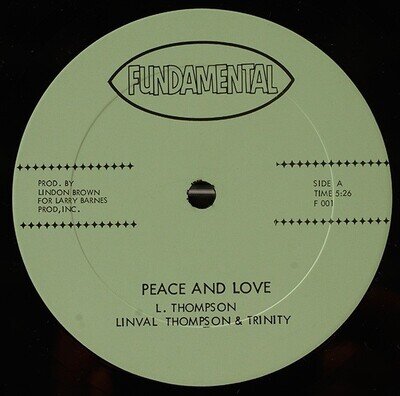 FUNDAMENTAL
PROD. BY
LINDON BROWN
FOR LARRY BARNES
PROD, INC.
SIDE A
TIME 5:26
F 001
PEACE AND LOVE
L. THOMPSON
LINVAL THOMPSON & TRINITY